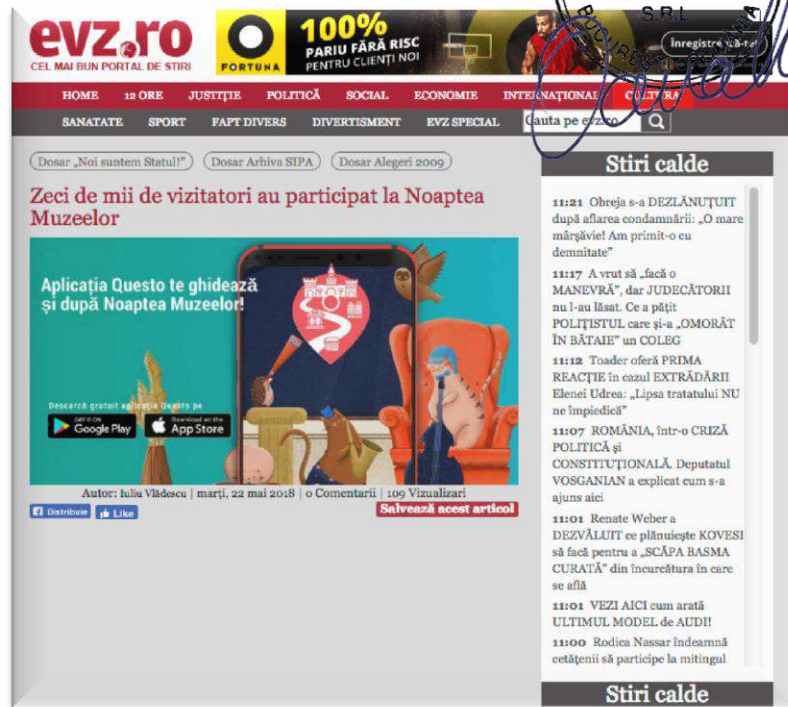 evz.ro
CEL MAI BUN PORTAL DE STIRI
FORTUNA
100%
PARIU FĂRĂ RISC
PENTRU CLIENȚI NOI
S.R.L
HOME 12 ORE JUSTIȚIE POLITICĂ SOCIAL ECONOMIE INTERNAȚIONAL CULTURA
SANATATE SPORT FAPT DIVERS DIVERTISMENT EVZ SPECIAL Cauta pe evz.ro
Dosar „Noi suntem Statul!” Dosar Arhiva SIPA Dosar Alegeri 2009
Zeci de mii de vizitatori au participat la Noaptea
Muzeelor
Aplicația Questo te ghidează
și după Noaptea Muzeelor!
Descarcă gratuit aplicația Questo pe
GET IT ON
Google Play
Download on the
App Store
Autor: Iuliu Vlădescu | marți, 22 mai 2018 | 0 Comentarii | 109 Vizualizari
Distribuie Like
Salvează acest articol
Stiri calde
11:21 Obreja s-a DEZLĂNȚUIT
după aflarea condamnării: „O mare
mârșăvie! Am primit-o cu
demnitate”
11:17 A vrut să „facă o
MANEVRĂ”, dar JUDECĂTORII
nu l-au lăsat. Ce a pățit
POLIȚISTUL care și-a „OMORÂT
ÎN BĂTAIE” un COLEG
11:12 Toader oferă PRIMA
REACȚIE în cazul EXTRĂDĂRII
Elenei Udrea: „Lipsa tratatului NU
ne împiedică”
11:07 ROMÂNIA, într-o CRIZĂ
POLITICĂ și
CONSTITUȚIONALĂ. Deputatul
VOSGANIAN a explicat cum s-a
ajuns aici
11:01 Renate Weber a
DEZVĂLUIT ce plănuiește KOVESI
să facă pentru a „SCĂPA BASMA
CURATĂ” din încurcătura în care
se află
11:01 VEZI AICI cum arată
ULTIMUL MODEL de AUDI!
11:00 Rodica Nassar îndeamnă
cetățenii să participe la mitingul
Stiri calde